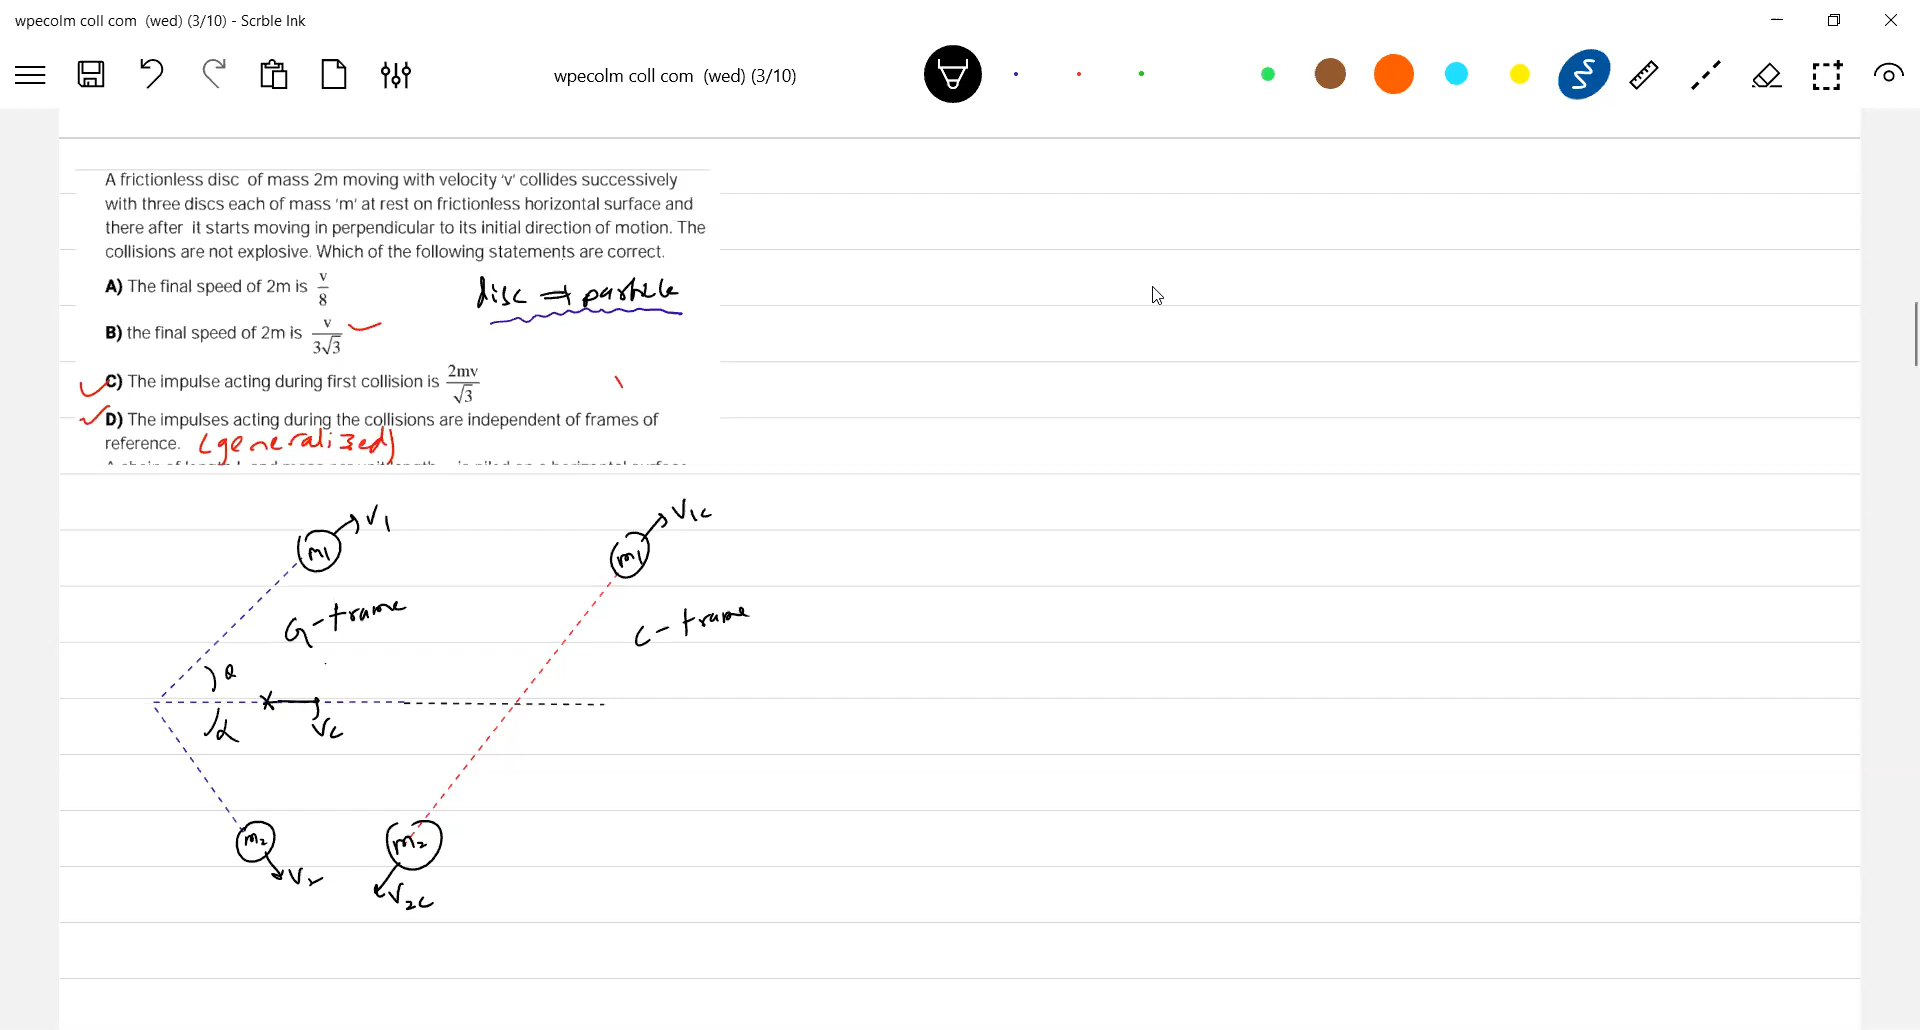 wpecolm coll com (wed) (3/10) - Scrble Ink
wpecolm coll com (wed) (3/10)
A frictionless disc of mass 2m moving with velocity ‘v’ collides successively
with three discs each of mass ‘m’ at rest on frictionless horizontal surface and
there after it starts moving in perpendicular to its initial direction of motion. The
collisions are not explosive. Which of the following statements are correct.
A) The final speed of 2m is v/8
disc ⇒ particle
B) the final speed of 2m is v/3√3
C) The impulse acting during first collision is 2mv/√3
D) The impulses acting during the collisions are independent of frames of
reference. (generalized)
m1 V1
m1 V1c
G-frame
C-frame
θ
α
Vc
m2 V2
m2 V2c